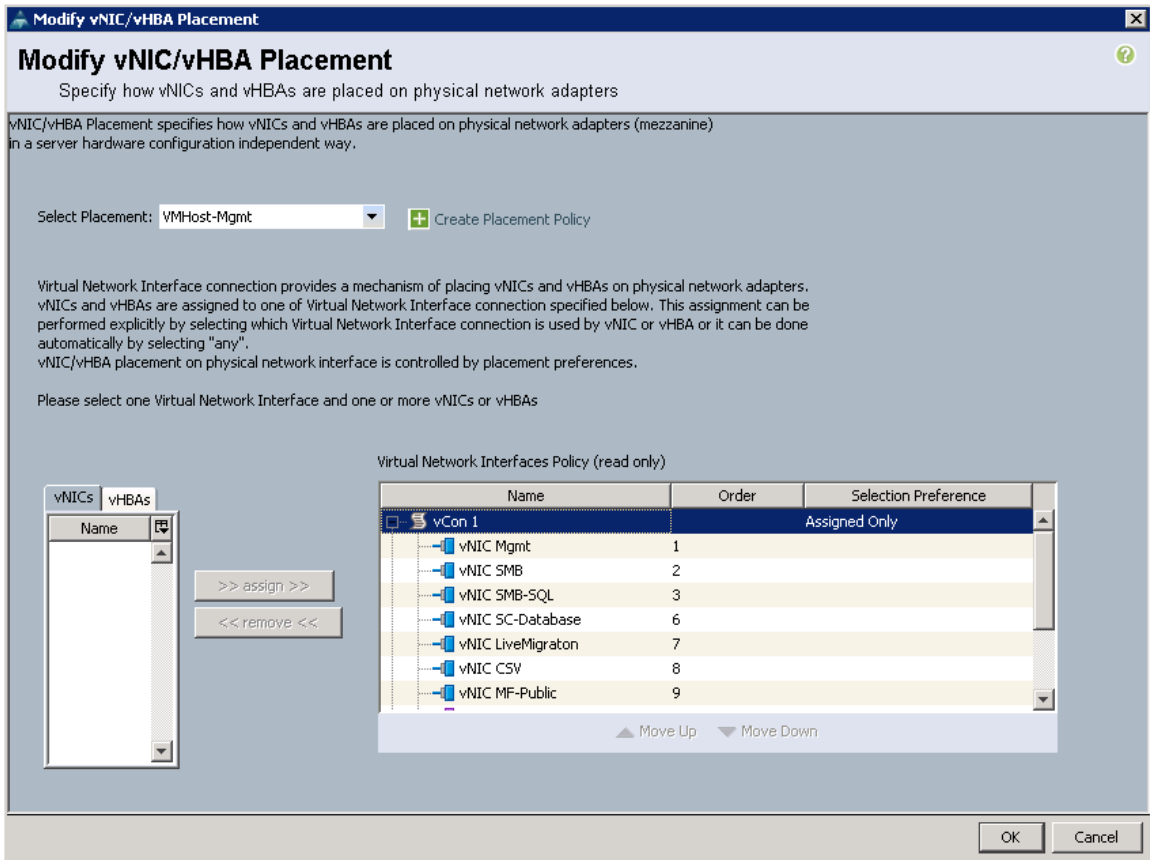 Modify vNIC/vHBA Placement
Modify vNIC/vHBA Placement
Specify how vNICs and vHBAs are placed on physical network adapters
vNIC/vHBA Placement specifies how vNICs and vHBAs are placed on physical network adapters (mezzanine)
in a server hardware configuration independent way.
Select Placement: VMHost-Mgmt Create Placement Policy
Virtual Network Interface connection provides a mechanism of placing vNICs and vHBAs on physical network adapters.
vNICs and vHBAs are assigned to one of Virtual Network Interface connection specified below. This assignment can be
performed explicitly by selecting which Virtual Network Interface connection is used by vNIC or vHBA or it can be done
automatically by selecting "any".
vNIC/vHBA placement on physical network interface is controlled by placement preferences.
Please select one Virtual Network Interface and one or more vNICs or vHBAs
vNICs vHBAs
Name
>> assign >>
<< remove <<
Virtual Network Interfaces Policy (read only)
Name Order Selection Preference
vCon 1 Assigned Only
vNIC Mgmt 1
vNIC SMB 2
vNIC SMB-SQL 3
vNIC SC-Database 6
vNIC LiveMigraton 7
vNIC CSV 8
vNIC MF-Public 9
Move Up Move Down
OK Cancel